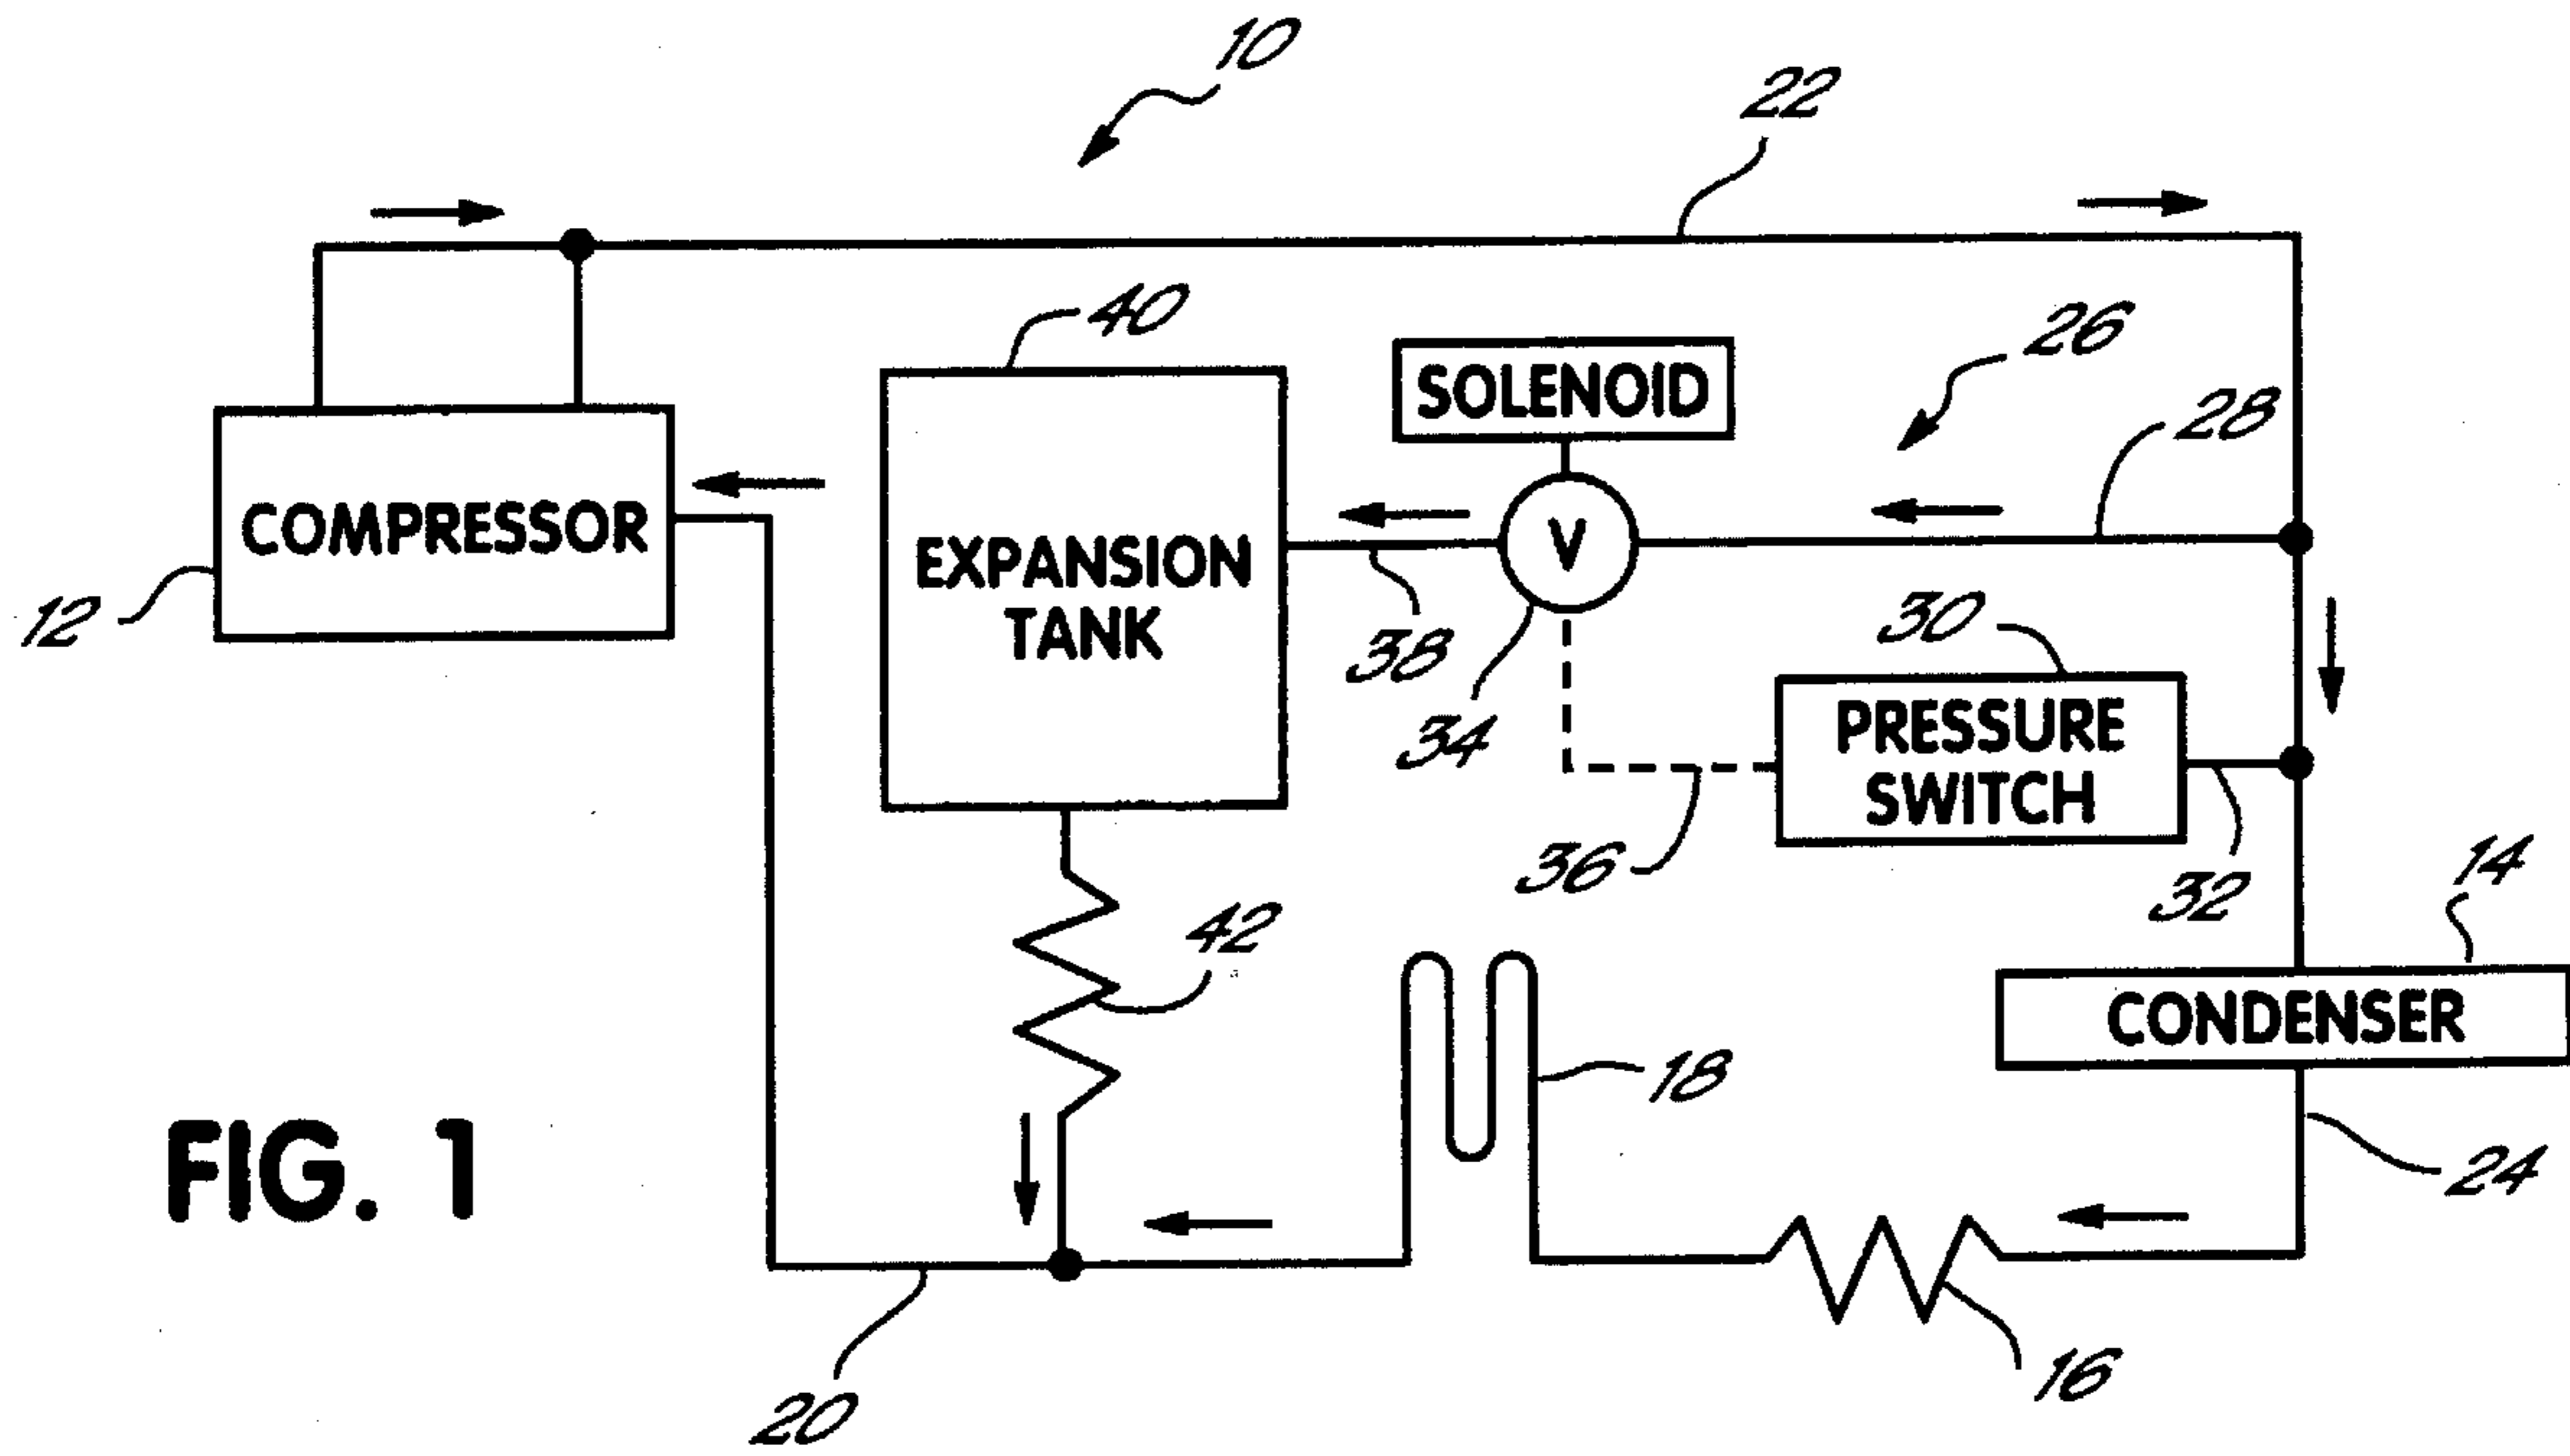 10
22
40
26
SOLENOID
28
COMPRESSOR
V
EXPANSION
TANK
12
38
30
34
PRESSURE
SWITCH
36
32
14
42
CONDENSER
18
FIG. 1
24
16
20